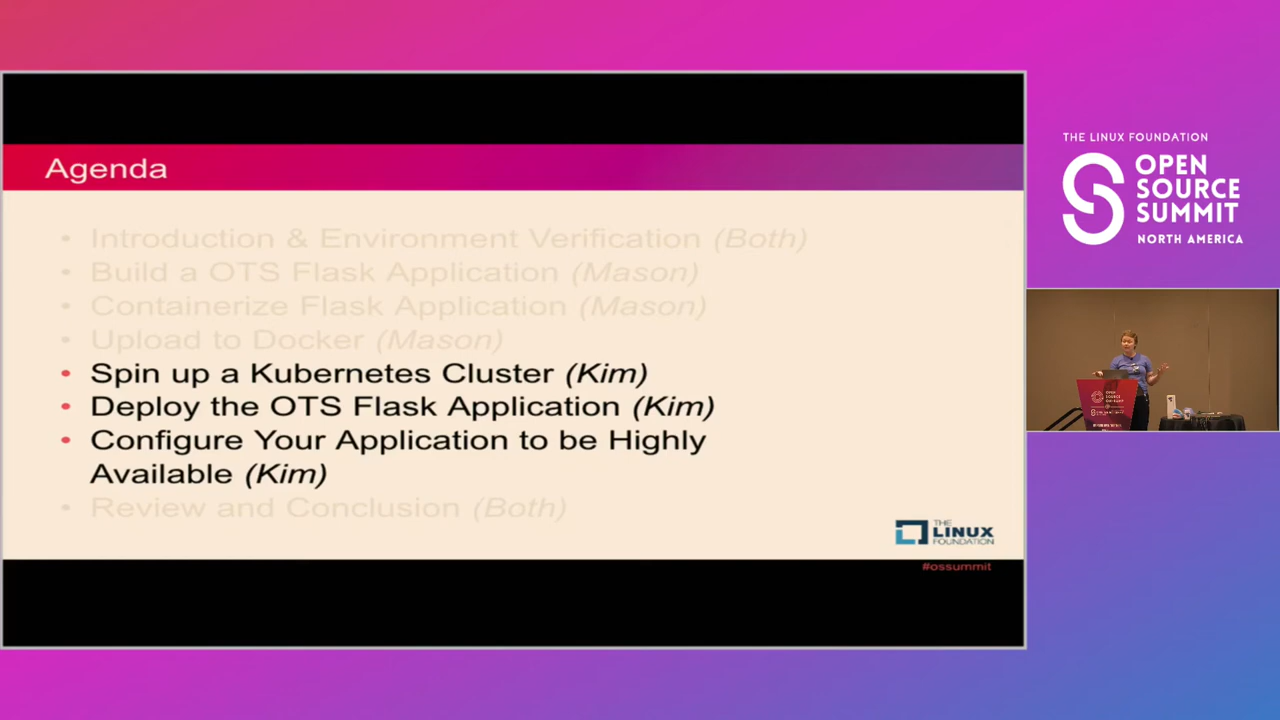 Agenda
• Introduction & Environment Verification (Both)
• Build a OTS Flask Application (Mason)
• Containerize Flask Application (Mason)
• Upload to Docker (Mason)
• Spin up a Kubernetes Cluster (Kim)
• Deploy the OTS Flask Application (Kim)
• Configure Your Application to be Highly
Available (Kim)
• Review and Conclusion (Both)
THE
LINUX
FOUNDATION
#ossummit
THE LINUX FOUNDATION
OPEN
SOURCE
SUMMIT
NORTH AMERICA